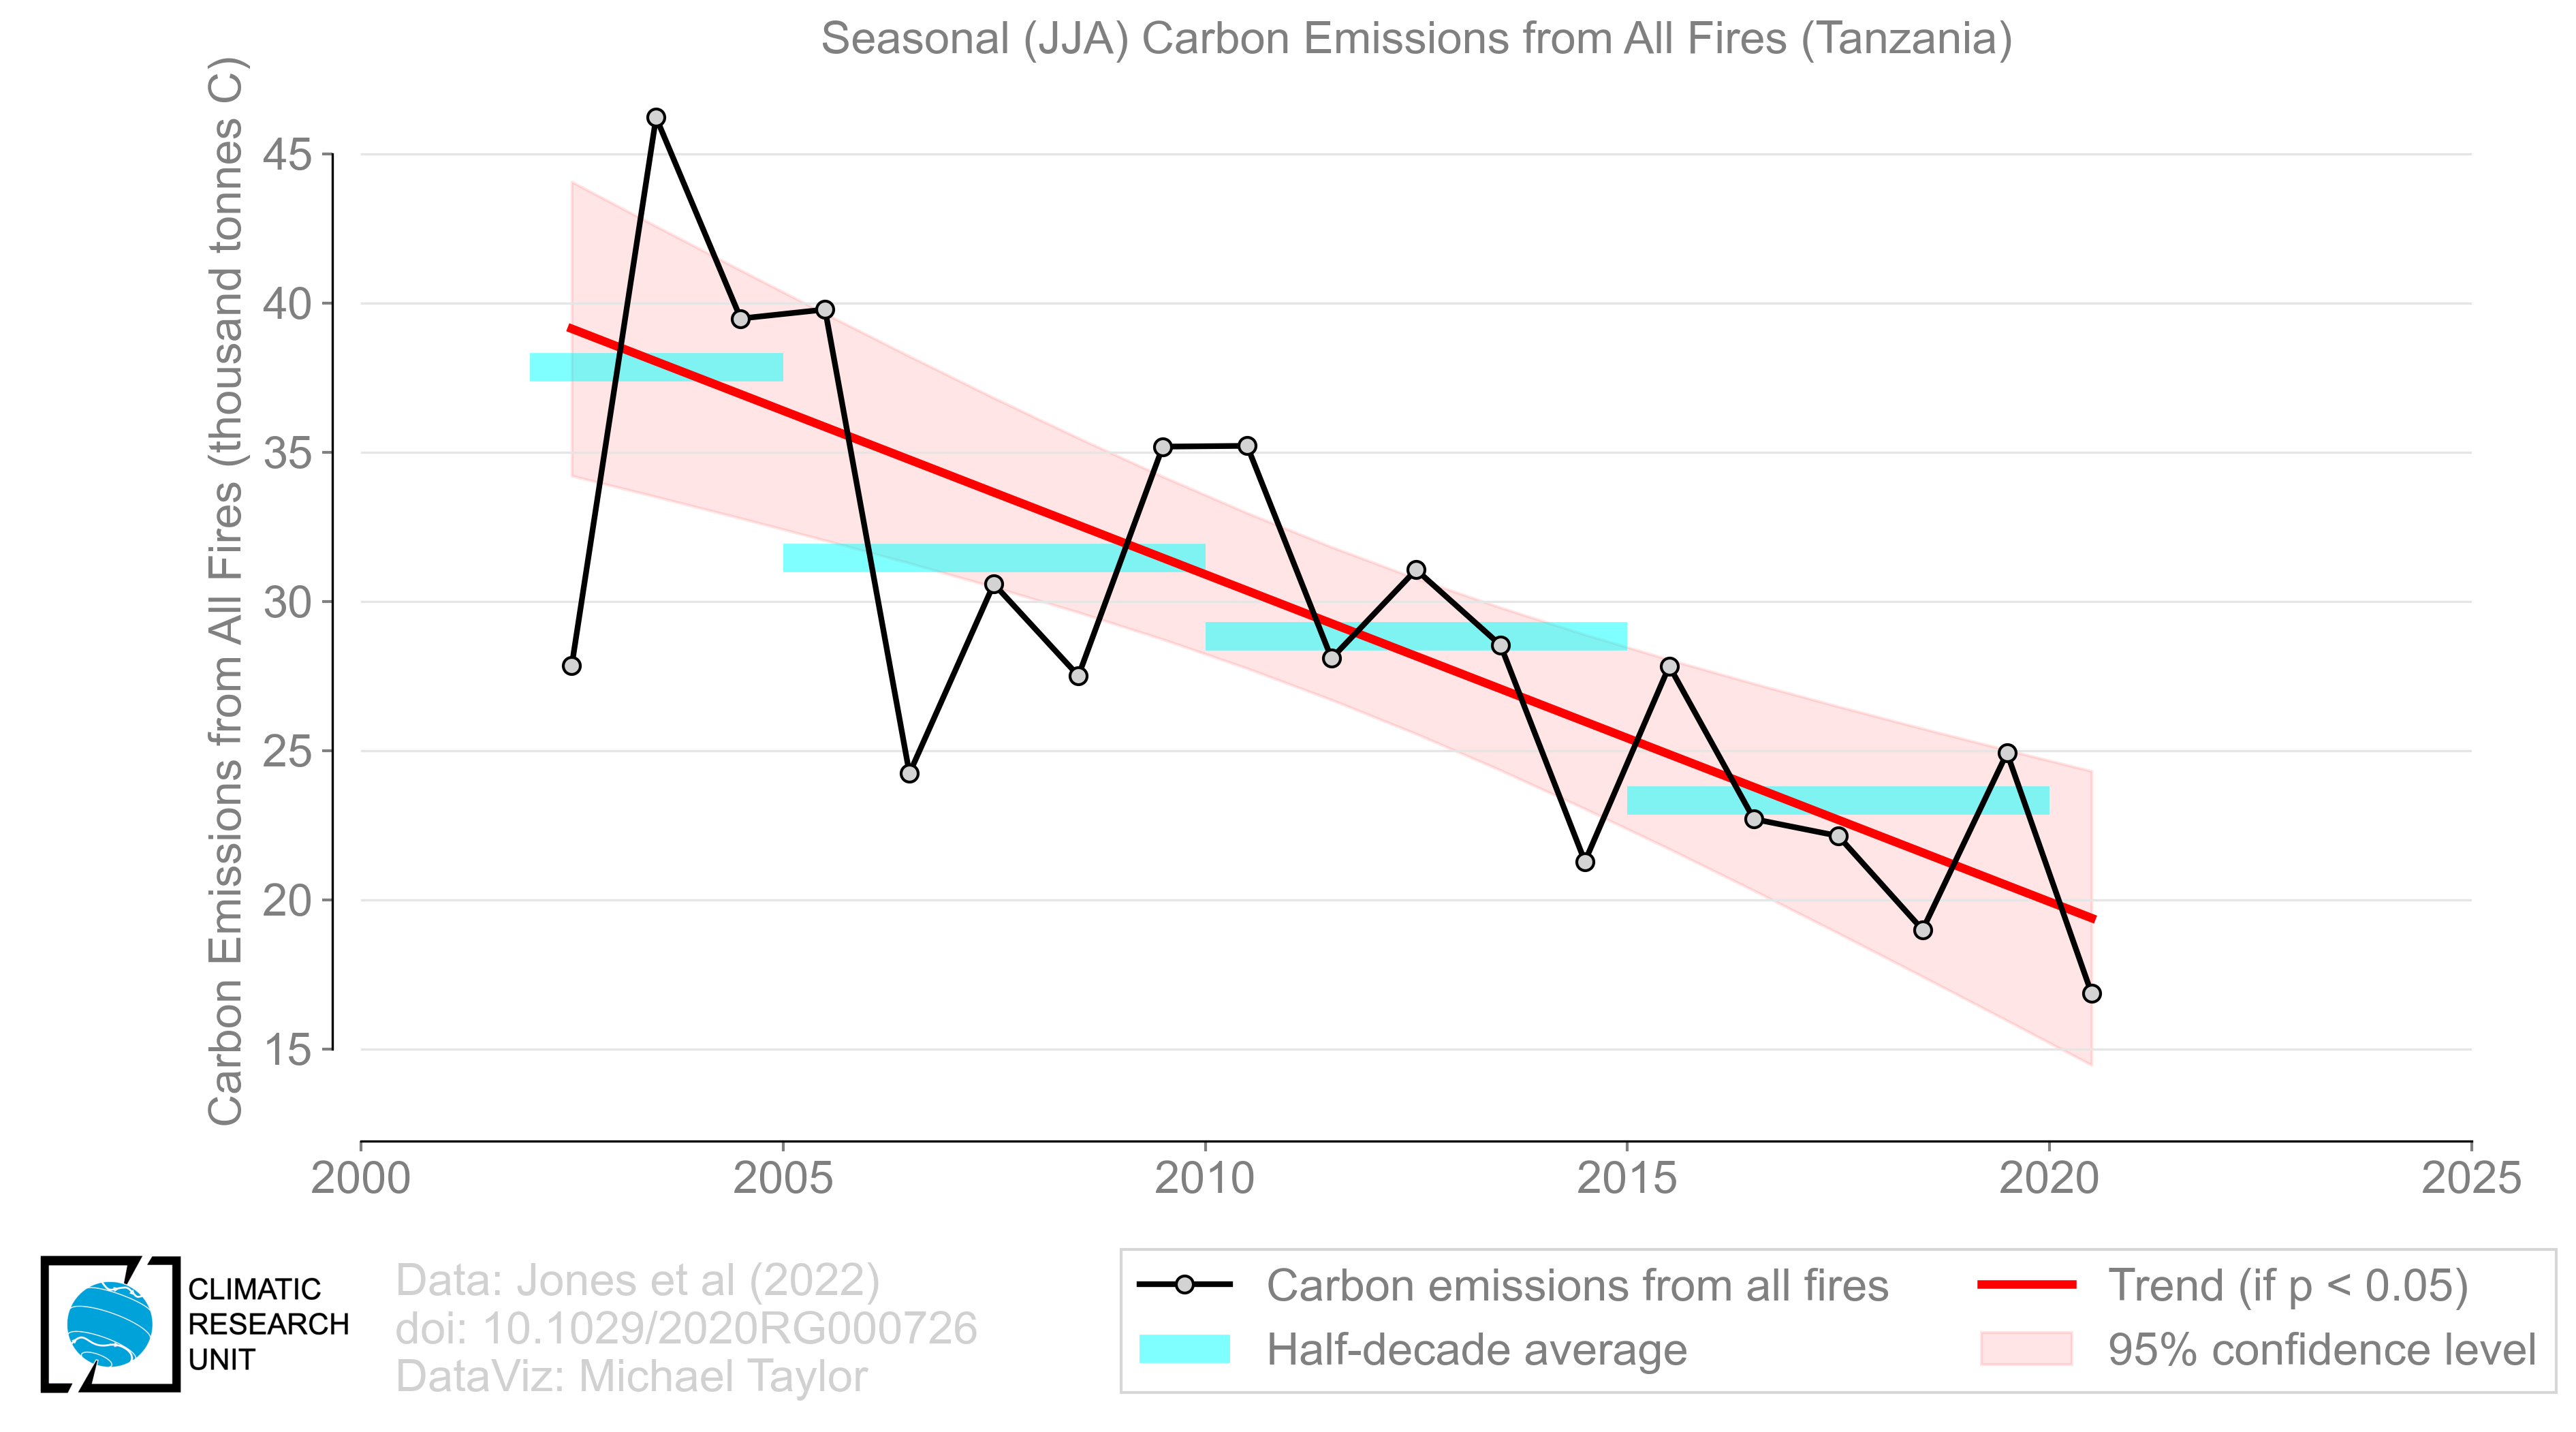 Seasonal (JJA) Carbon Emissions from All Fires (Tanzania)
Carbon Emissions from All Fires (thousand tonnes C)
45
40
35
30
25
20
15
2000 2005 2010 2015 2020 2025
CLIMATIC
RESEARCH
UNIT
Data: Jones et al (2022)
doi: 10.1029/2020RG000726
DataViz: Michael Taylor
Carbon emissions from all fires
Half-decade average
Trend (if p < 0.05)
95% confidence level